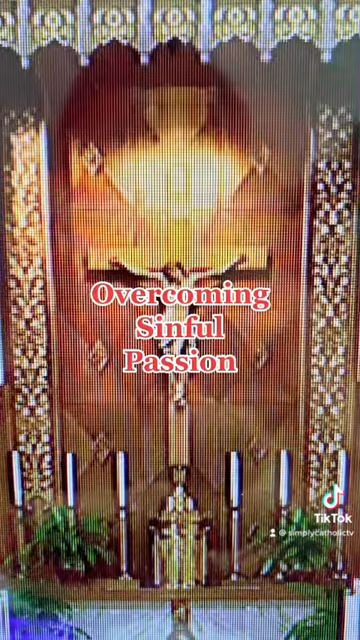 Overcoming
Sinful
Passion
TikTok
@ simplycatholictv